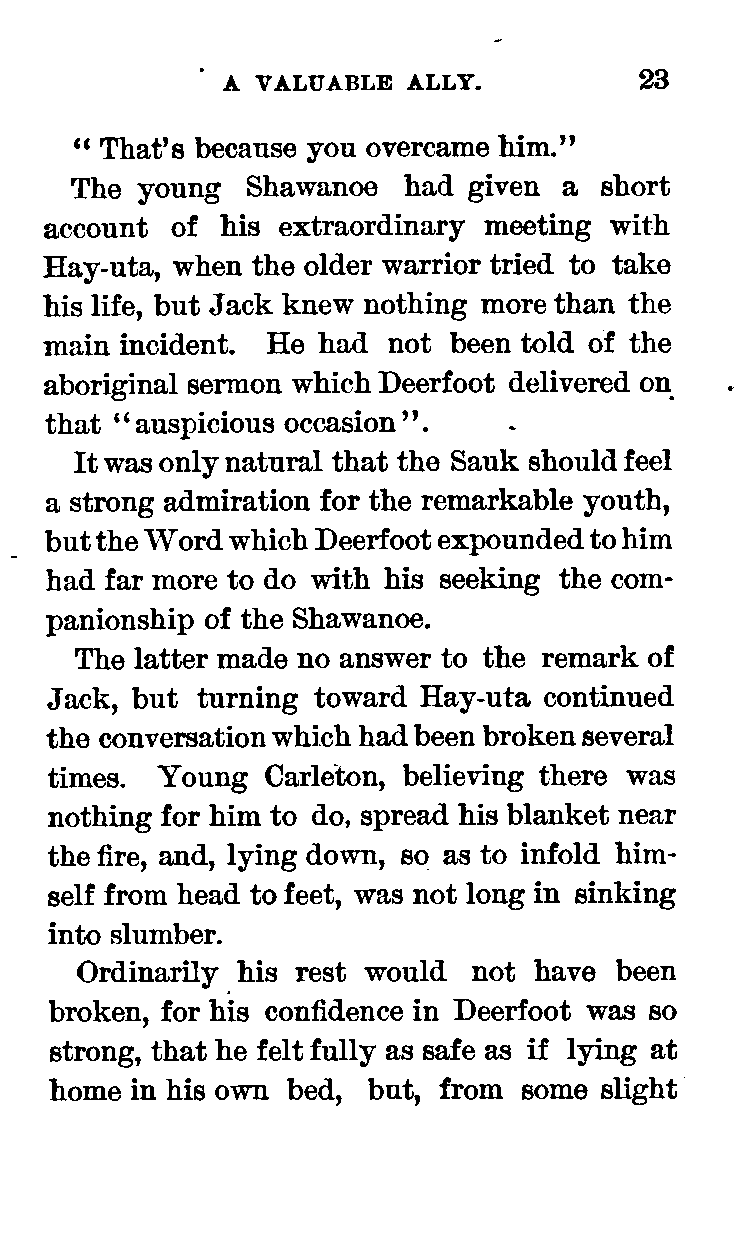 A VALUABLE ALLY. 23
“ That’s because you overcame him.”
The young Shawanoe had given a short
account of his extraordinary meeting with
Hay-uta, when the older warrior tried to take
his life, but Jack knew nothing more than the
main incident. He had not been told of the
aboriginal sermon which Deerfoot delivered on
that “auspicious occasion”.
It was only natural that the Sauk should feel
a strong admiration for the remarkable youth,
but the Word which Deerfoot expounded to him
had far more to do with his seeking the com-
panionship of the Shawanoe.
The latter made no answer to the remark of
Jack, but turning toward Hay-uta continued
the conversation which had been broken several
times. Young Carleton, believing there was
nothing for him to do, spread his blanket near
the fire, and, lying down, so as to infold him-
self from head to feet, was not long in sinking
into slumber.
Ordinarily his rest would not have been
broken, for his confidence in Deerfoot was so
strong, that he felt fully as safe as if lying at
home in his own bed, but, from some slight